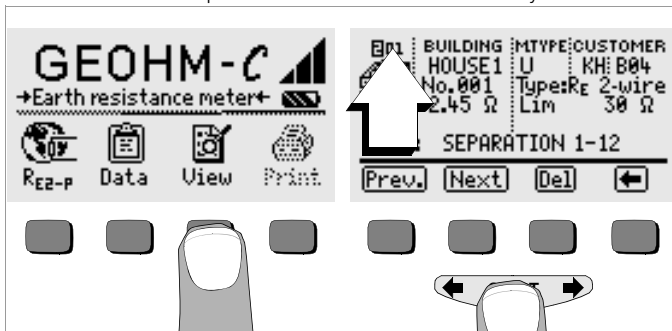 GEOHM-C
→Earth resistance meter←
RE2-P Data View Print
BUILDING MTYPE CUSTOMER
HOUSE1 U KH: B04
No.001 Type:RE 2-wire
2.45 Ω Lim 30 Ω
SEPARATION 1-12
Prev. Next Del ←